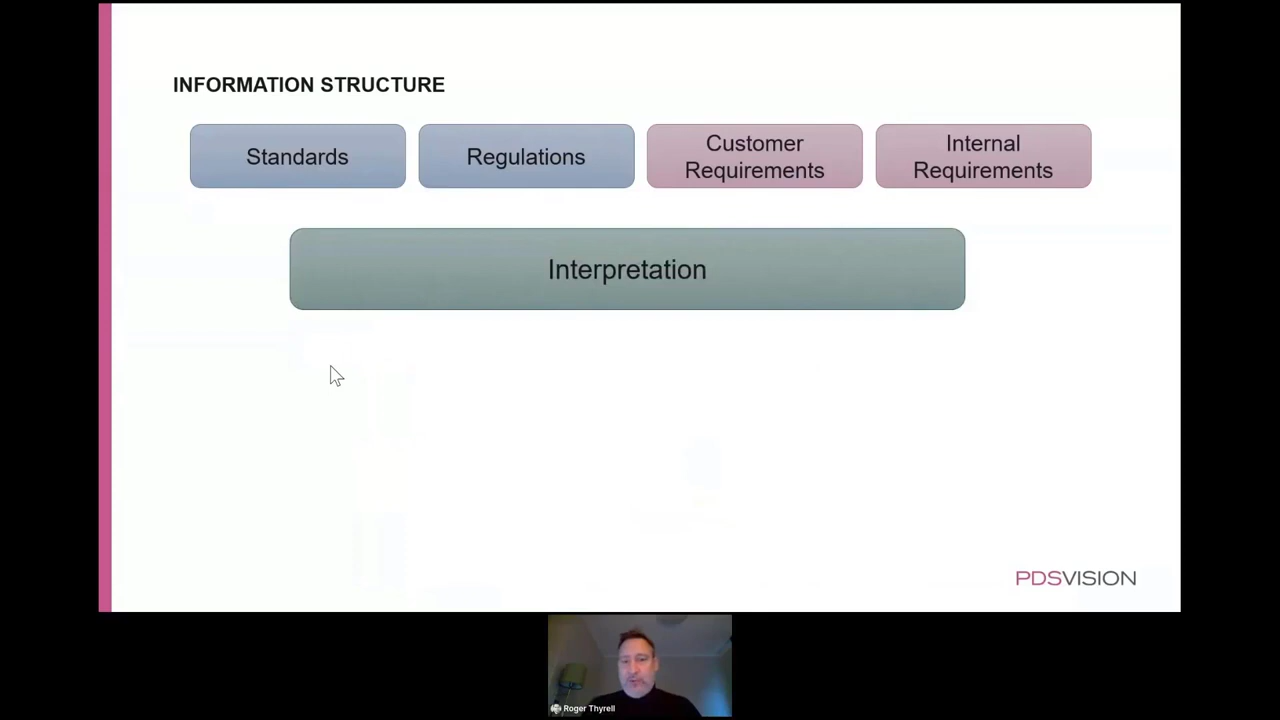 INFORMATION STRUCTURE
Standards
Regulations
Customer
Requirements
Internal
Requirements
Interpretation
PDSVISION
Roger Thyrell